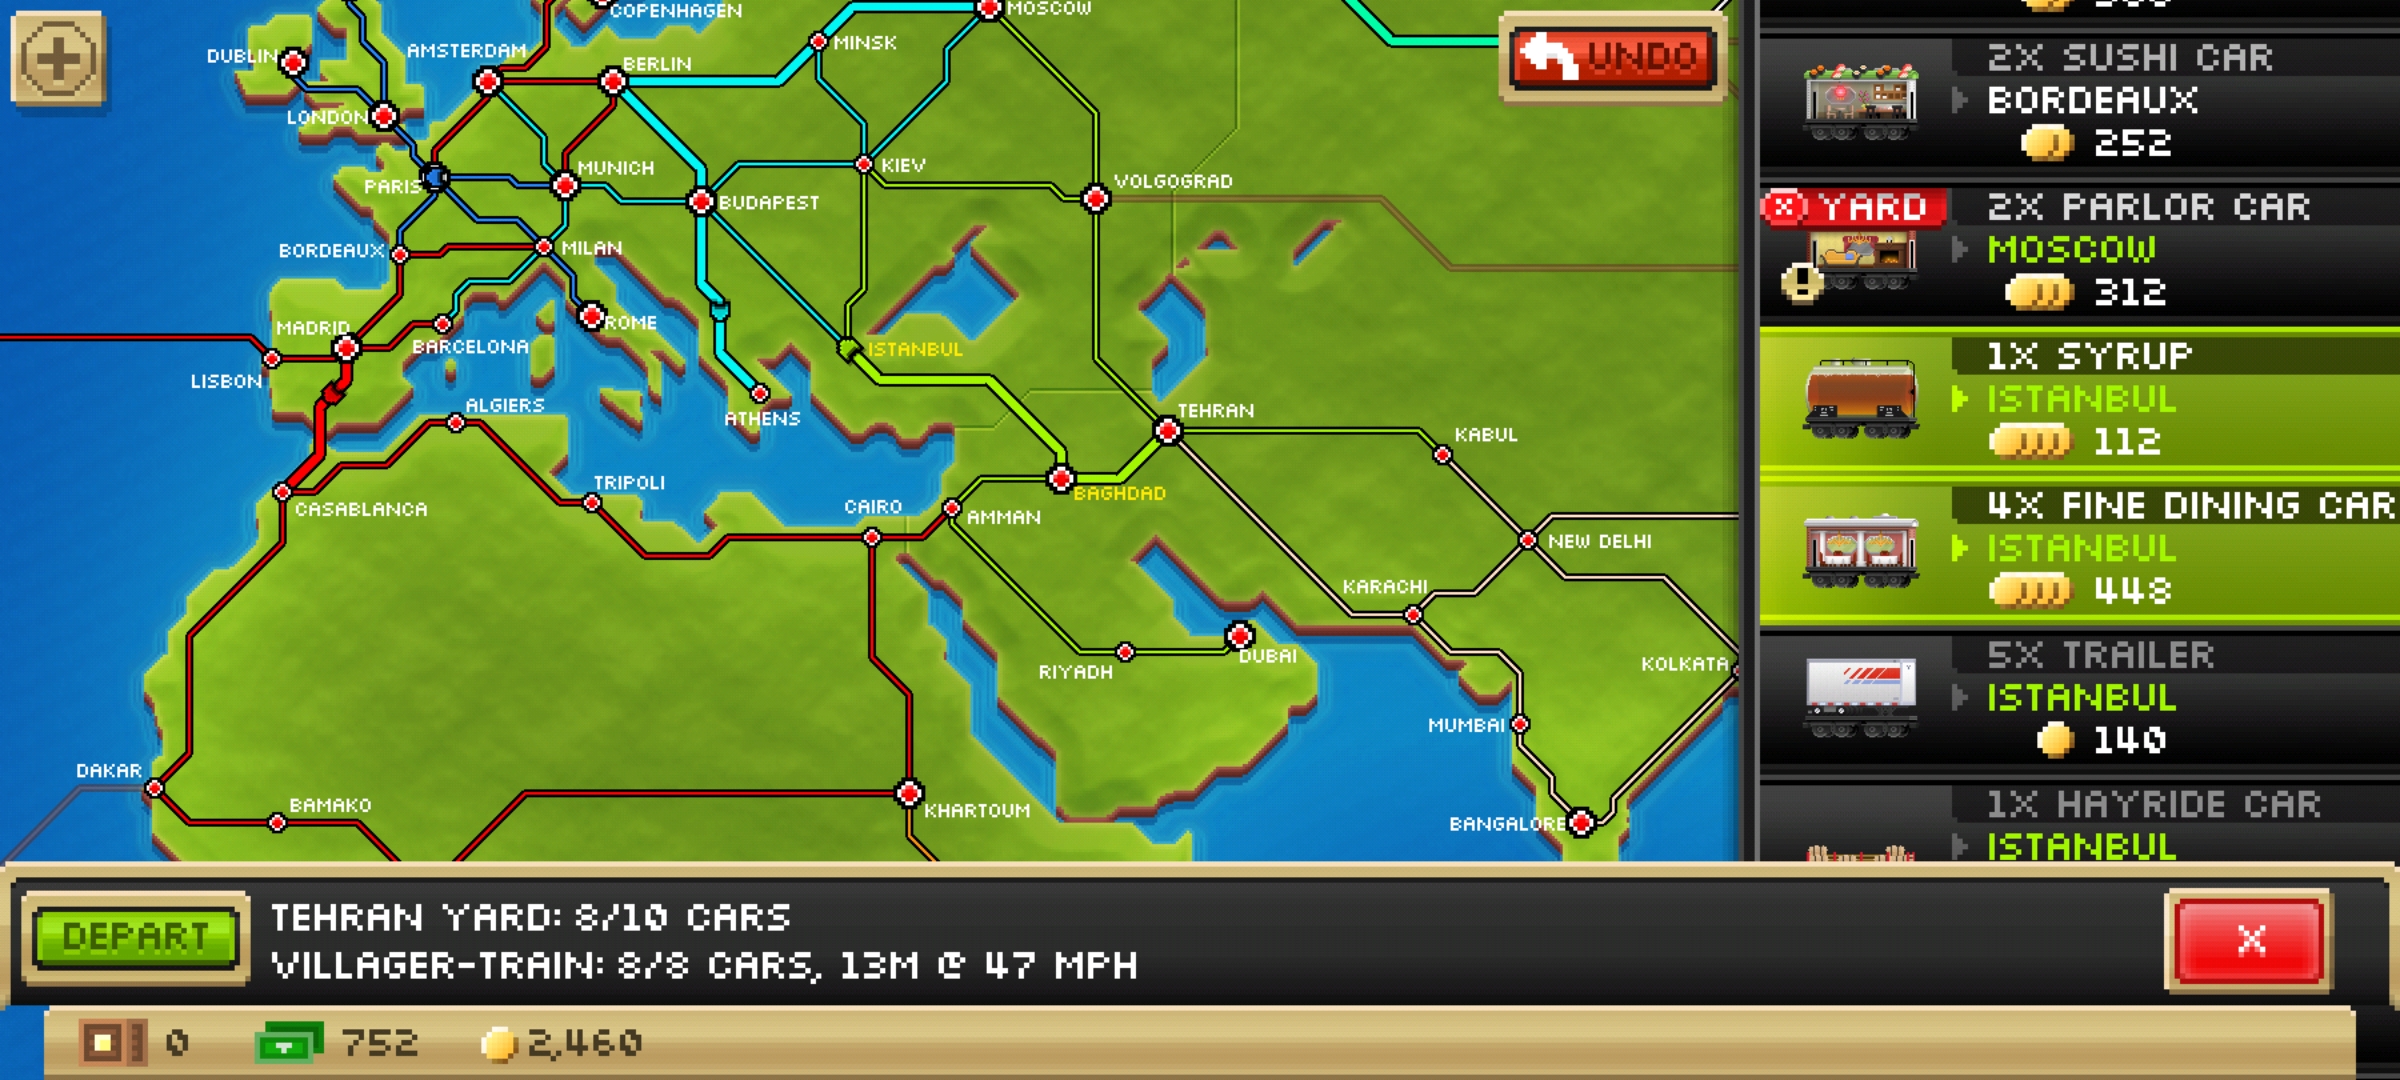 COPENHAGEN
MOSCOW
DUBLIN
AMSTERDAM
BERLIN
MINSK
UNDO
LONDON
PARIS
MUNICH
BUDAPEST
KIEV
VOLGOGRAD
BORDEAUX
MILAN
MADRID
ROME
BARCELONA
ISTANBUL
LISBON
ALGIERS
ATHENS
TEHRAN
KABUL
TRIPOLI
CASABLANCA
CAIRO
AMMAN
BAGHDAD
NEW DELHI
KARACHI
RIYADH
DUBAI
KOLKATA
MUMBAI
DAKAR
BAMAKO
KHARTOUM
BANGALORE
2X SUSHI CAR
BORDEAUX
252
YARD
2X PARLOR CAR
MOSCOW
312
1X SYRUP
ISTANBUL
112
4X FINE DINING CAR
ISTANBUL
448
5X TRAILER
ISTANBUL
140
1X HAYRIDE CAR
ISTANBUL
DEPART
TEHRAN YARD: 8/10 CARS
VILLAGER-TRAIN: 8/8 CARS, 13M @ 47 MPH
X
0
752
2,460